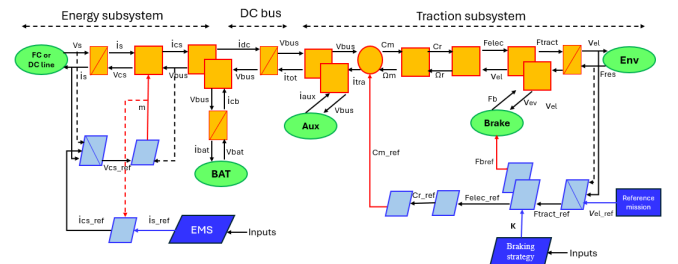 Energy subsystem
DC bus
Traction subsystem
FC or
DC line
Vs
is
is
Vcs
ics
Vbus
idc
Vbus
Vbus
itot
Vbus
itra
Cm
Ωm
Cr
Ωr
Felec
Vel
Ftract
Vel
Fres
Env
m
Vbus
icb
iaux
Vbus
Aux
Fb
Vev
Vel
Brake
ibat
Vbat
BAT
Vcs_ref
Cm_ref
Fbref
Cr_ref
Felec_ref
Ftract_ref
Vel_ref
Reference
mission
ics_ref
is_ref
EMS
Inputs
K
Braking
strategy
Inputs